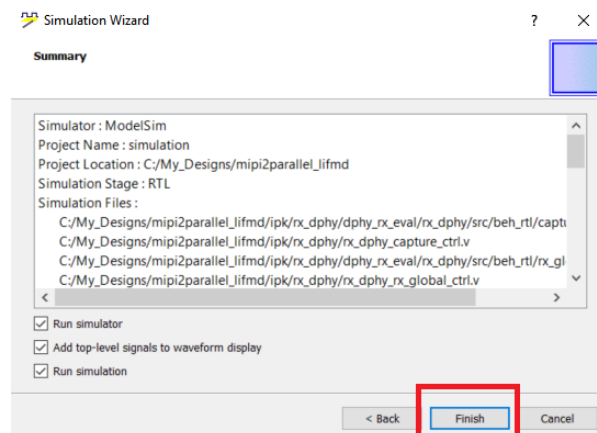 Simulation Wizard
Summary
Simulator : ModelSim
Project Name : simulation
Project Location : C:/My_Designs/mipi2parallel_lifmd
Simulation Stage : RTL
Simulation Files :
C:/My_Designs/mipi2parallel_lifmd/ipk/rx_dphy/dphy_rx_eval/rx_dphy/src/beh_rtl/captu
C:/My_Designs/mipi2parallel_lifmd/ipk/rx_dphy/rx_dphy_capture_ctrl.v
C:/My_Designs/mipi2parallel_lifmd/ipk/rx_dphy/dphy_rx_eval/rx_dphy/src/beh_rtl/rx_gl
C:/My_Designs/mipi2parallel_lifmd/ipk/rx_dphy/rx_dphy_rx_global_ctrl.v
Run simulator
Add top-level signals to waveform display
Run simulation
< Back Finish Cancel